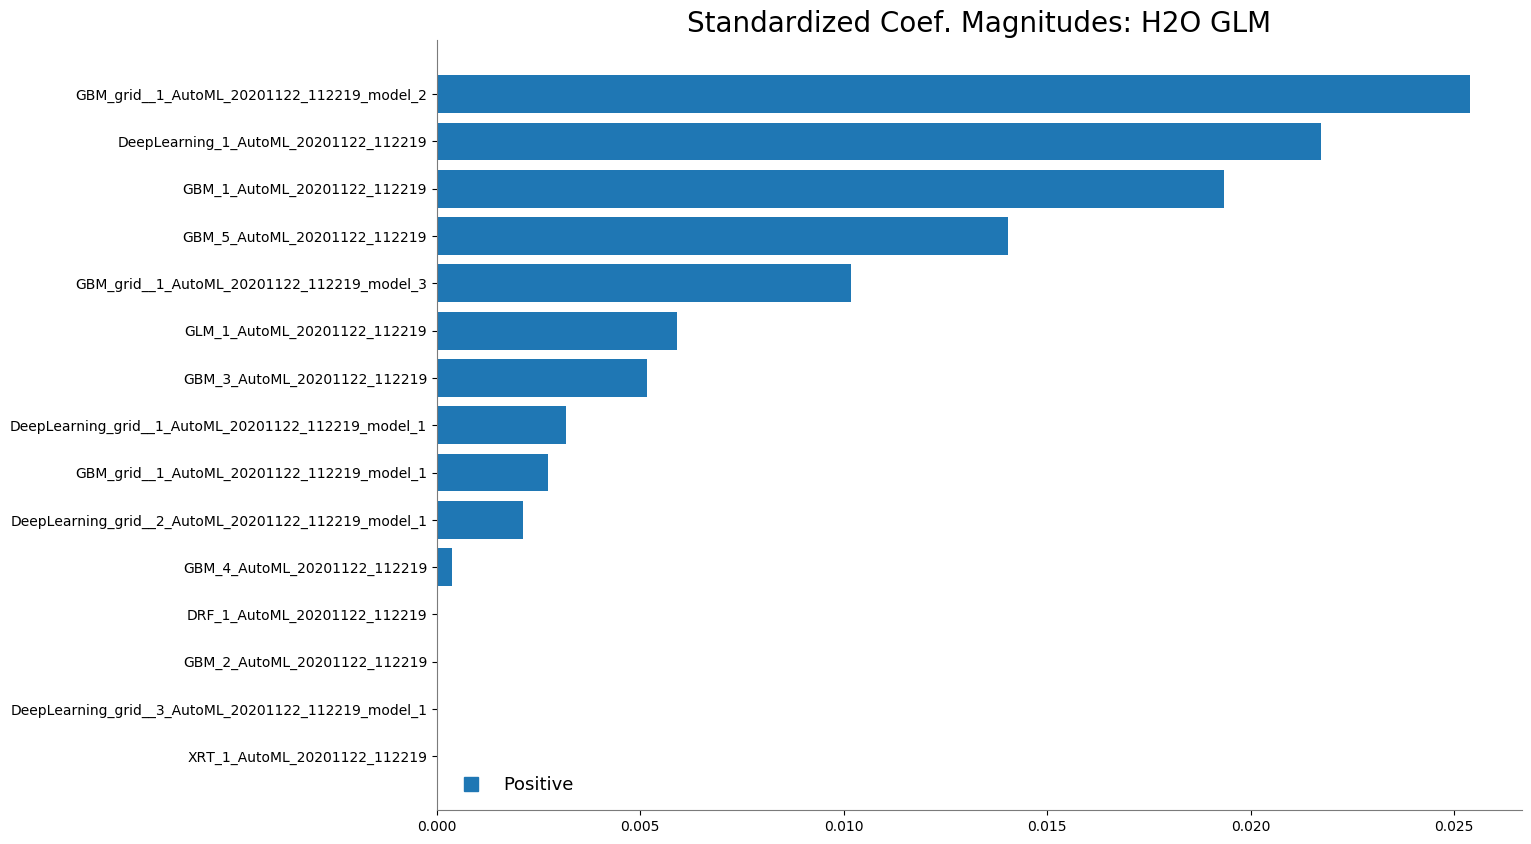 Standardized Coef. Magnitudes: H2O GLM
GBM_grid__1_AutoML_20201122_112219_model_2
DeepLearning_1_AutoML_20201122_112219
GBM_1_AutoML_20201122_112219
GBM_5_AutoML_20201122_112219
GBM_grid__1_AutoML_20201122_112219_model_3
GLM_1_AutoML_20201122_112219
GBM_3_AutoML_20201122_112219
DeepLearning_grid__1_AutoML_20201122_112219_model_1
GBM_grid__1_AutoML_20201122_112219_model_1
DeepLearning_grid__2_AutoML_20201122_112219_model_1
GBM_4_AutoML_20201122_112219
DRF_1_AutoML_20201122_112219
GBM_2_AutoML_20201122_112219
DeepLearning_grid__3_AutoML_20201122_112219_model_1
XRT_1_AutoML_20201122_112219
Positive
0.000 0.005 0.010 0.015 0.020 0.025